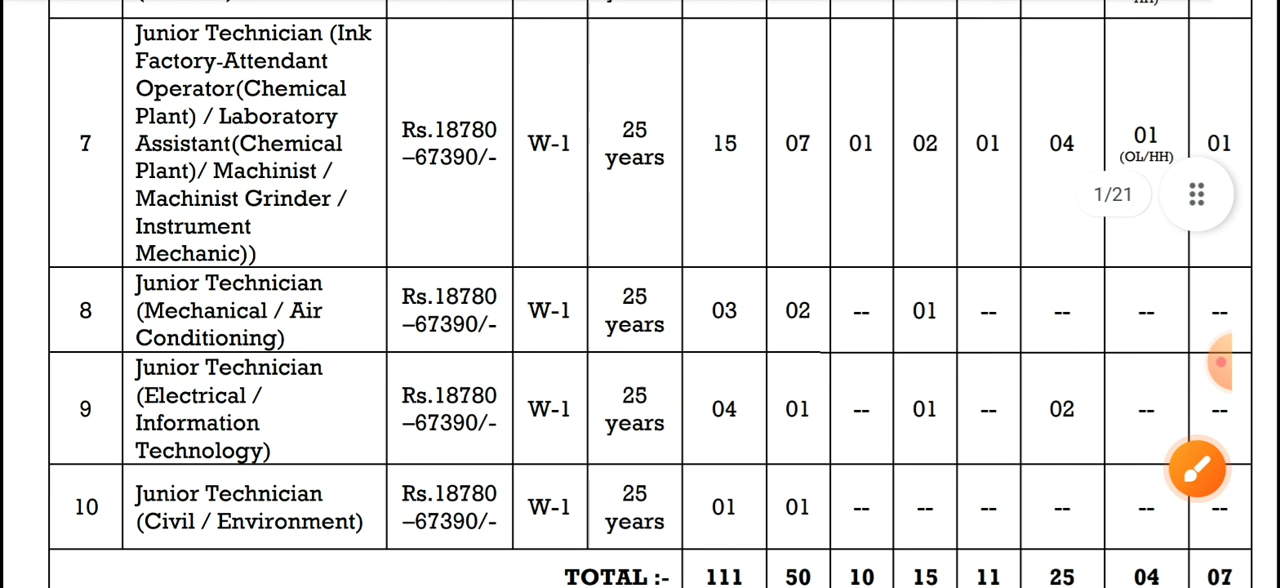 7
Junior Technician (Ink
Factory-Attendant
Operator(Chemical
Plant) / Laboratory
Assistant(Chemical
Plant)/ Machinist /
Machinist Grinder /
Instrument
Mechanic))
Rs.18780
–67390/-
W-1
25
years
15
07
01
02
01
04
01
(OL/HH)
01
1/21
8
Junior Technician
(Mechanical / Air
Conditioning)
Rs.18780
–67390/-
W-1
25
years
03
02
--
01
--
--
--
--
9
Junior Technician
(Electrical /
Information
Technology)
Rs.18780
–67390/-
W-1
25
years
04
01
--
01
--
02
--
--
10
Junior Technician
(Civil / Environment)
Rs.18780
–67390/-
W-1
25
years
01
01
--
--
--
--
--
--
TOTAL :-
111
50
10
15
11
25
04
07